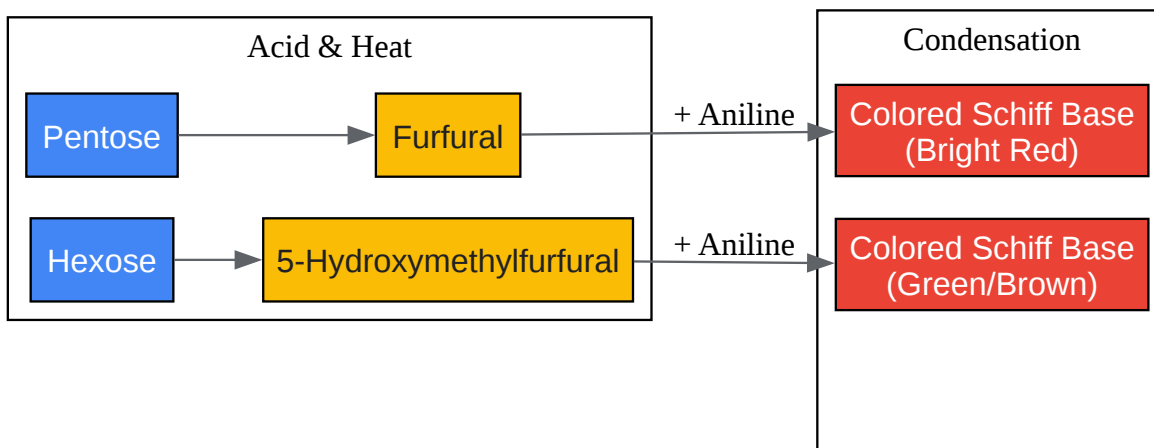 Acid & Heat
Condensation
Pentose
Furfural
+ Aniline
Colored Schiff Base
(Bright Red)
Hexose
5-Hydroxymethylfurfural
+ Aniline
Colored Schiff Base
(Green/Brown)